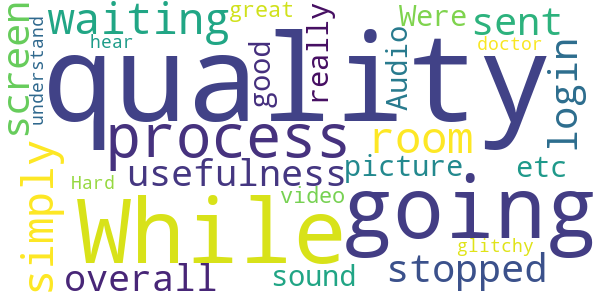 great
waiting
Were
sent
hear
doctor
screen
understand
good
really
Audio
login
quality
process
room
usefulness
picture
etc
simply
Hard
video
While
going
glitchy
overall
sound
stopped